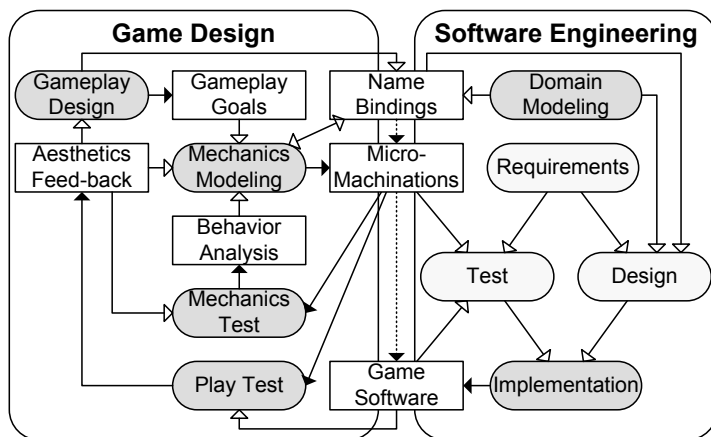 Game Design
Software Engineering
Gameplay
Design
Gameplay
Goals
Name
Bindings
Domain
Modeling
Aesthetics
Feed-back
Mechanics
Modeling
Micro-
Machinations
Requirements
Behavior
Analysis
Test
Design
Mechanics
Test
Play Test
Game
Software
Implementation